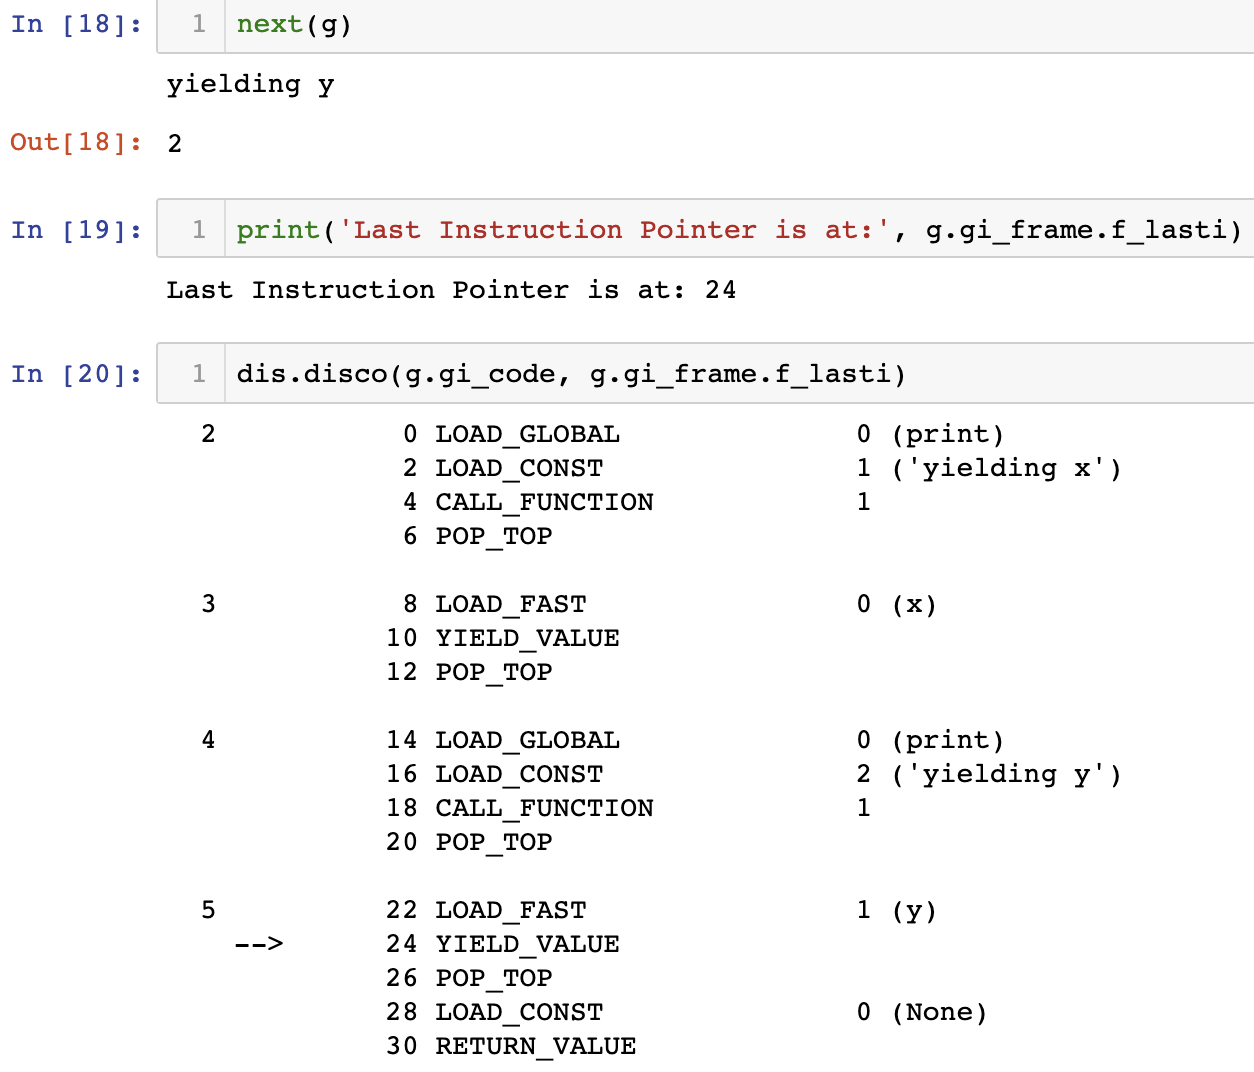 In [18]: 1 next(g)
yielding y
Out[18]: 2
In [19]: 1 print('Last Instruction Pointer is at:', g.gi_frame.f_lasti)
Last Instruction Pointer is at: 24
In [20]: 1 dis.disco(g.gi_code, g.gi_frame.f_lasti)
2 0 LOAD_GLOBAL 0 (print)
2 LOAD_CONST 1 ('yielding x')
4 CALL_FUNCTION 1
6 POP_TOP
3 8 LOAD_FAST 0 (x)
10 YIELD_VALUE
12 POP_TOP
4 14 LOAD_GLOBAL 0 (print)
16 LOAD_CONST 2 ('yielding y')
18 CALL_FUNCTION 1
20 POP_TOP
5 22 LOAD_FAST 1 (y)
--> 24 YIELD_VALUE
26 POP_TOP
28 LOAD_CONST 0 (None)
30 RETURN_VALUE